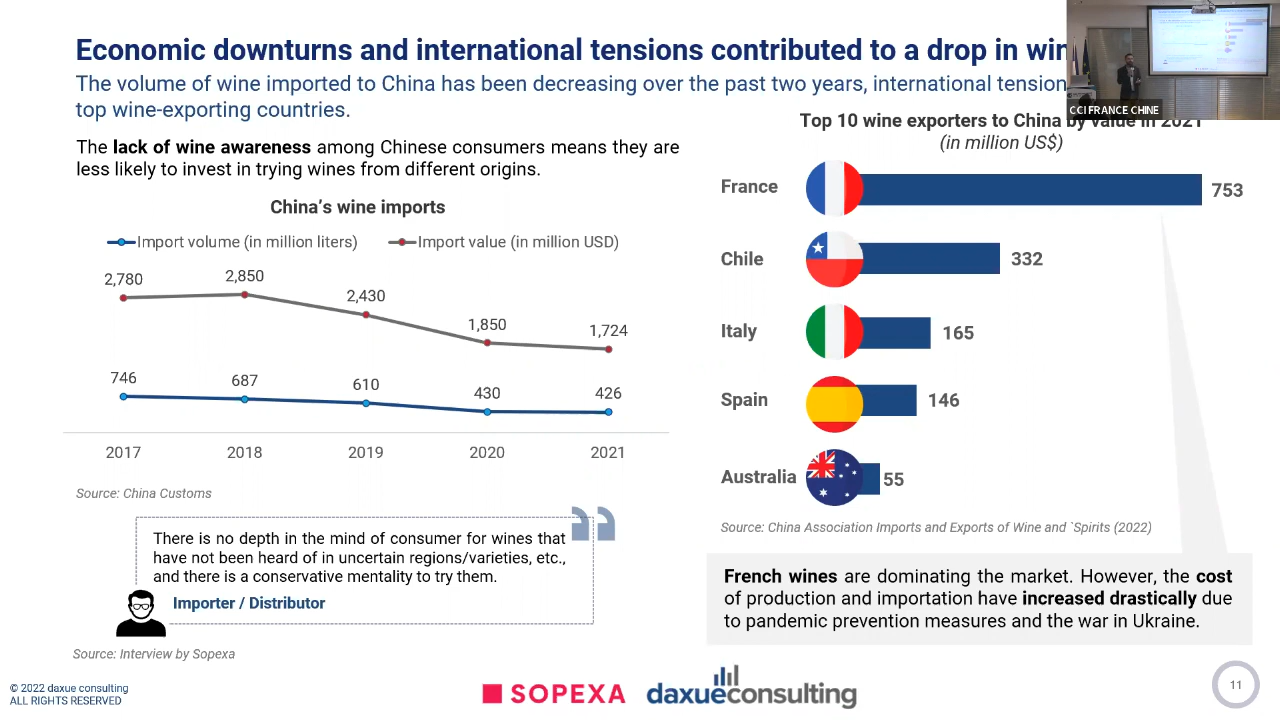 Economic downturns and international tensions contributed to a drop in
The volume of wine imported to China has been decreasing over the past two years, international tension
top wine-exporting countries.
CCI FRANCE CHINE
The lack of wine awareness among Chinese consumers means they are
less likely to invest in trying wines from different origins.
China's wine imports
Import volume (in million liters)
Import value (in million USD)
2,780
2,850
2,430
1,850
1,724
746
687
610
430
426
2017
2018
2019
2020
2021
Source: China Customs
There is no depth in the mind of consumer for wines that
have not been heard of in uncertain regions/varieties, etc.,
and there is a conservative mentality to try them.
Importer / Distributor
Source: Interview by Sopexa
Top 10 wine exporters to China by value in 2021
(in million US$)
France
753
Chile
332
Italy
165
Spain
146
Australia
55
Source: China Association Imports and Exports of Wine and `Spirits (2022)
French wines are dominating the market. However, the cost
of production and importation have increased drastically due
to pandemic prevention measures and the war in Ukraine.
© 2022 daxue consulting
ALL RIGHTS RESERVED
SOPEXA
daxueconsulting
11